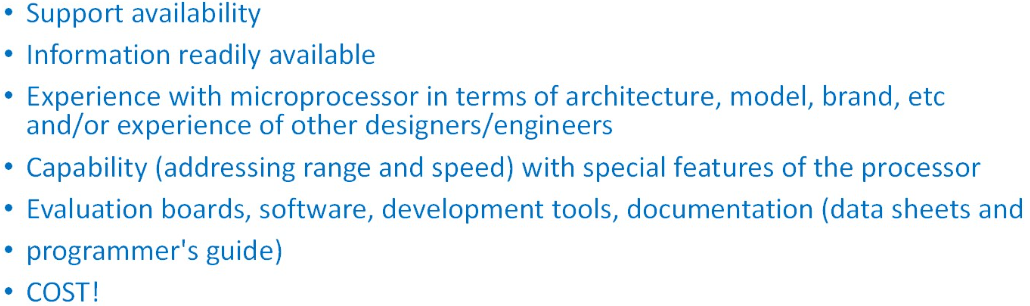 • Support availability
• Information readily available
• Experience with microprocessor in terms of architecture, model, brand, etc
and/or experience of other designers/engineers
• Capability (addressing range and speed) with special features of the processor
• Evaluation boards, software, development tools, documentation (data sheets and
• programmer's guide)
• COST!